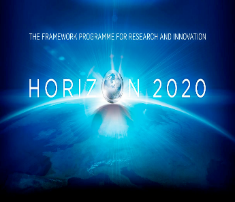 THE FRAMEWORK PROGRAMME FOR RESEARCH AND INNOVATION
HORIZON 2020